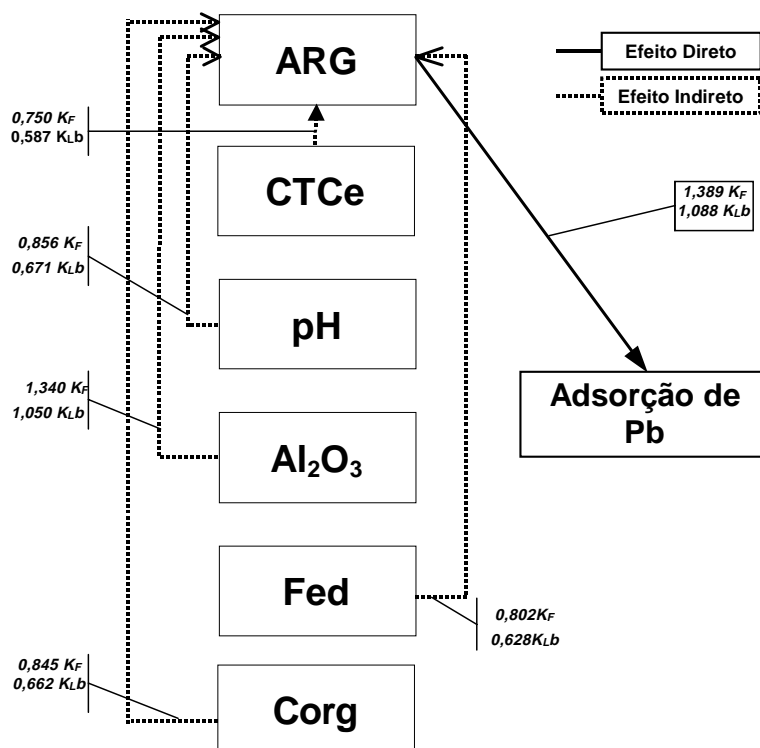 ARG
Efeito Direto
Efeito Indireto
0,750 KF
0,587 KLb
CTCe
1,389 KF
1,088 KLb
0,856 KF
0,671 KLb
pH
Adsorção de
Pb
1,340 KF
1,050 KLb
Al₂O₃
Fed
0,802KF
0,628KLb
0,845 KF
0,662 KLb
Corg